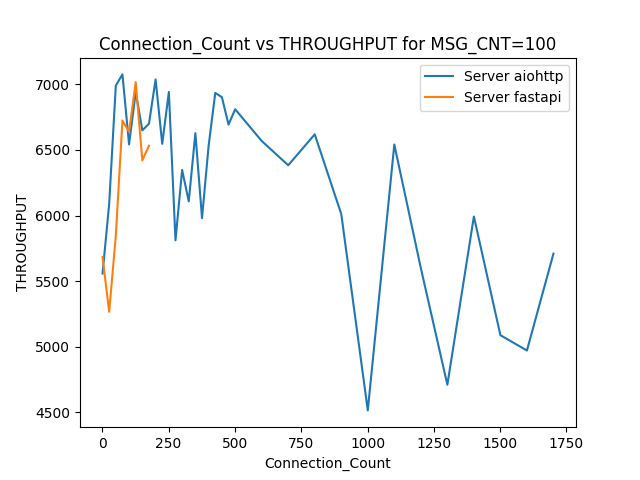 Connection_Count vs THROUGHPUT for MSG_CNT=100
Server aiohttp
Server fastapi
THROUGHPUT
7000
6500
6000
5500
5000
4500
0 250 500 750 1000 1250 1500 1750
Connection_Count